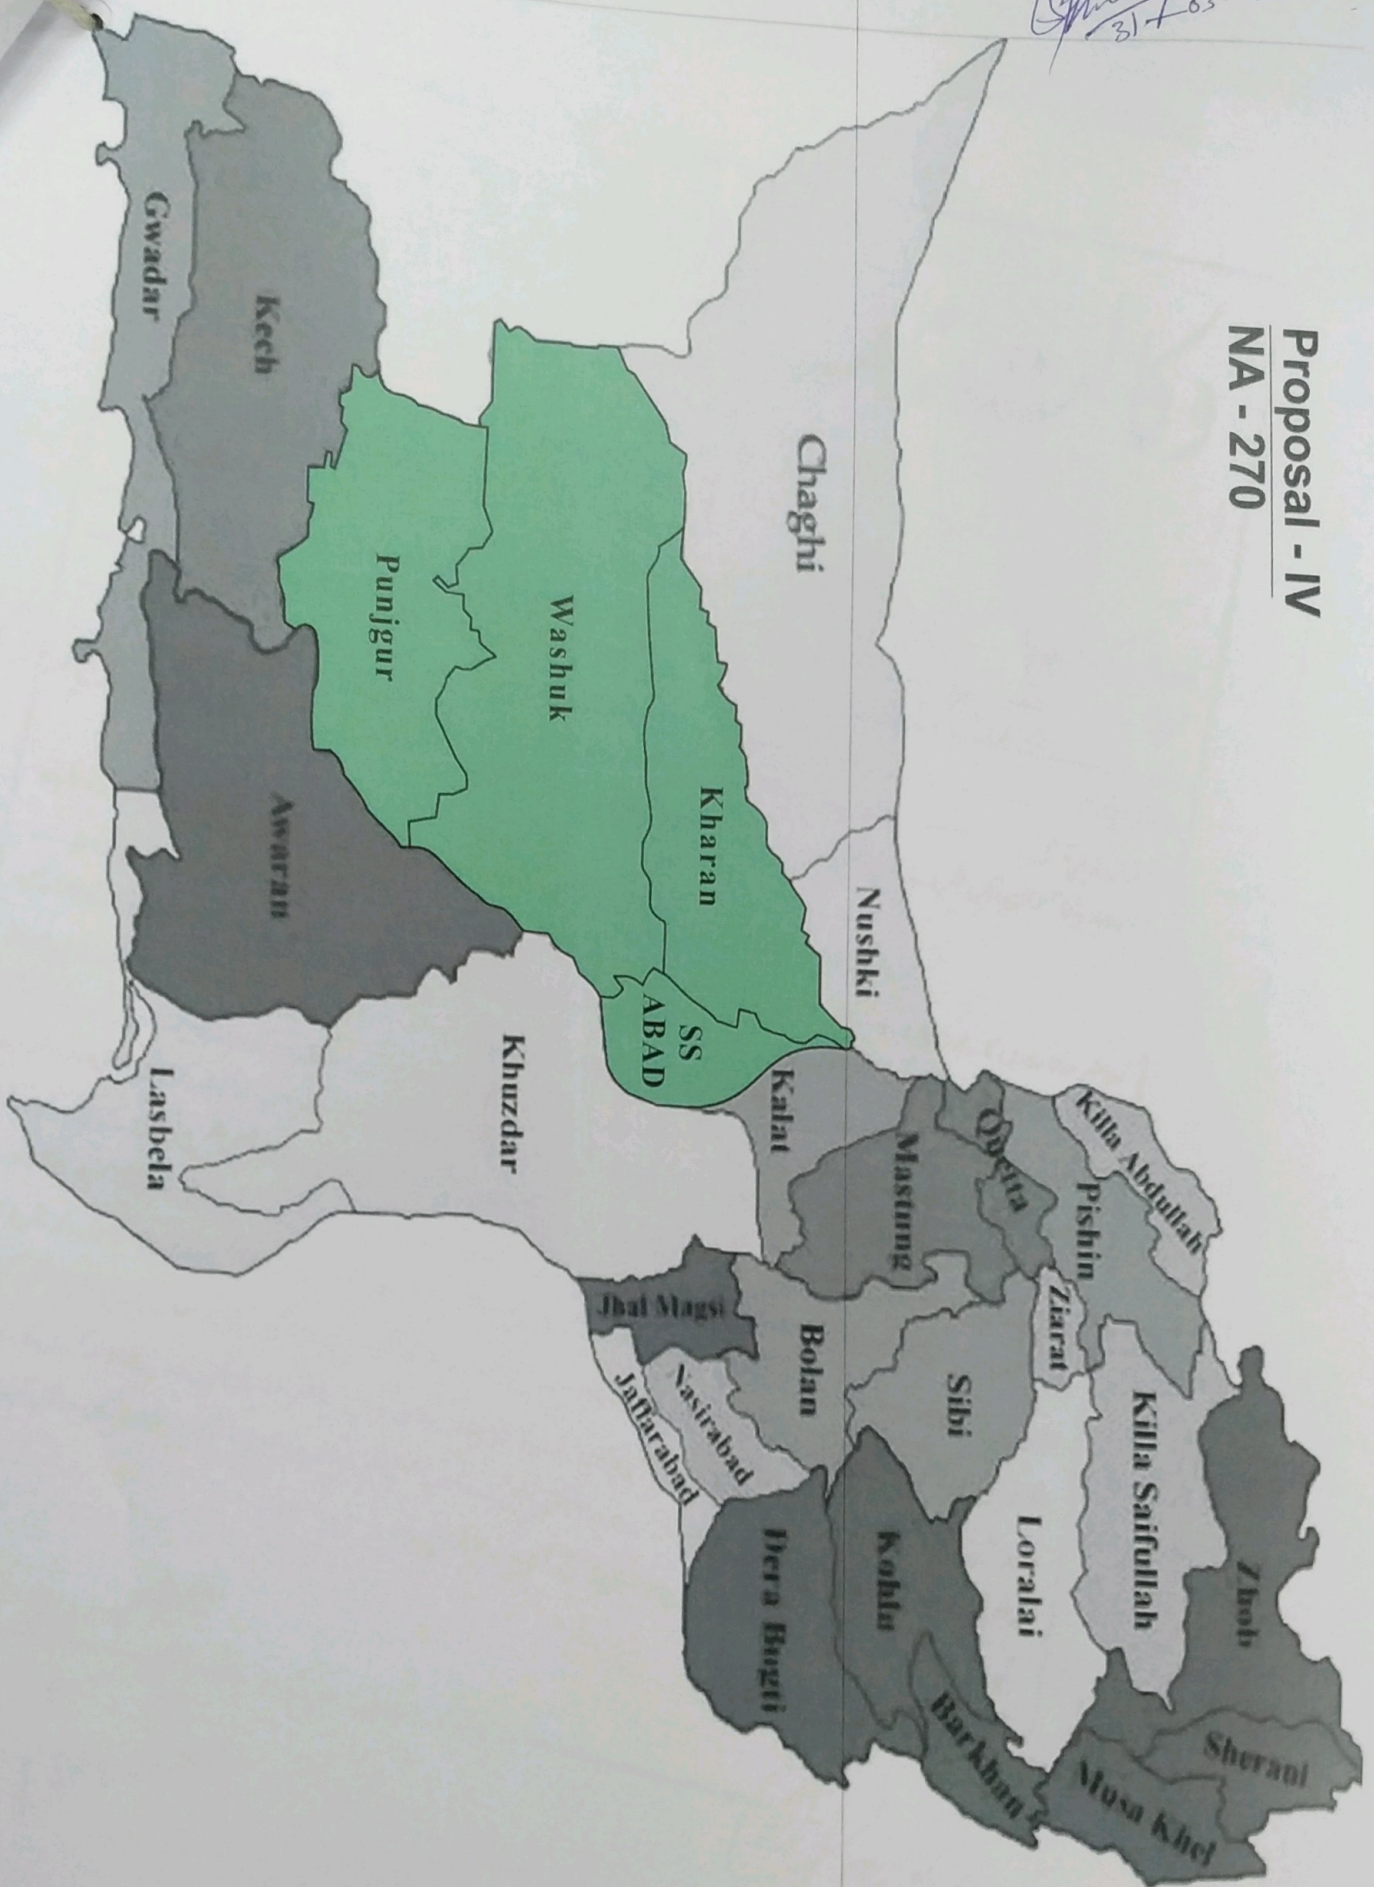 Proposal - IV
NA - 270
Chaghi
Nushki
Kharan
Washuk
Punjgur
SS
ABAD
Kech
Gwadar
Awaran
Khuzdar
Lasbela
Kalat
Mastung
Quetta
Killa Abdullah
Pishin
Ziarat
Killa Saifullah
Zhob
Sherani
Musa Khel
Loralai
Sibi
Bolan
Jhal Magsi
Nasirabad
Jaffarabad
Kohlu
Barkhan
Dera Bugti